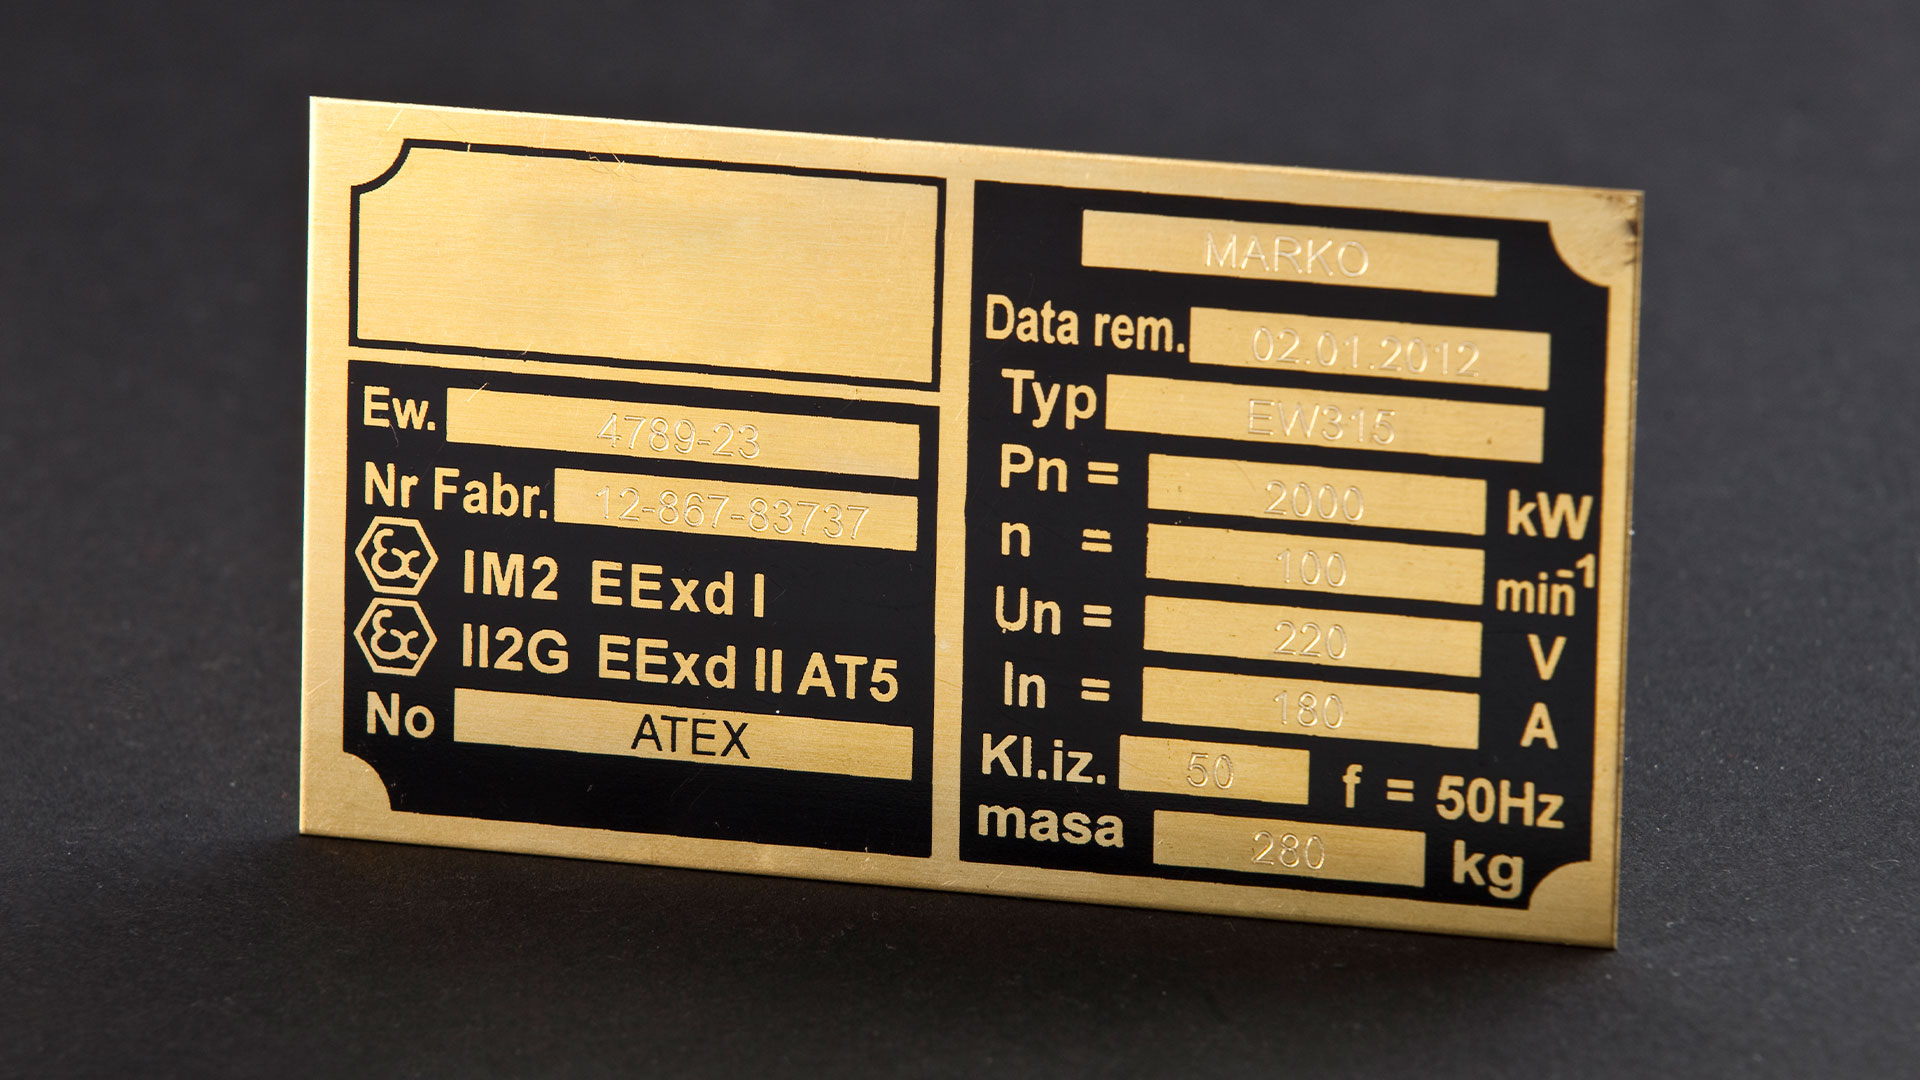 Ew. 4789-23
Nr Fabr. 12-867-83737
Ex IM2 EExd I
Ex II2G EExd II AT5
No ATEX
MARKO
Data rem. 02.01.2012
Typ EW315
Pn = 2000 kW
n = 100 min-1
Un = 220 V
In = 180 A
Kl.iz. 50 f = 50Hz
masa 280 kg